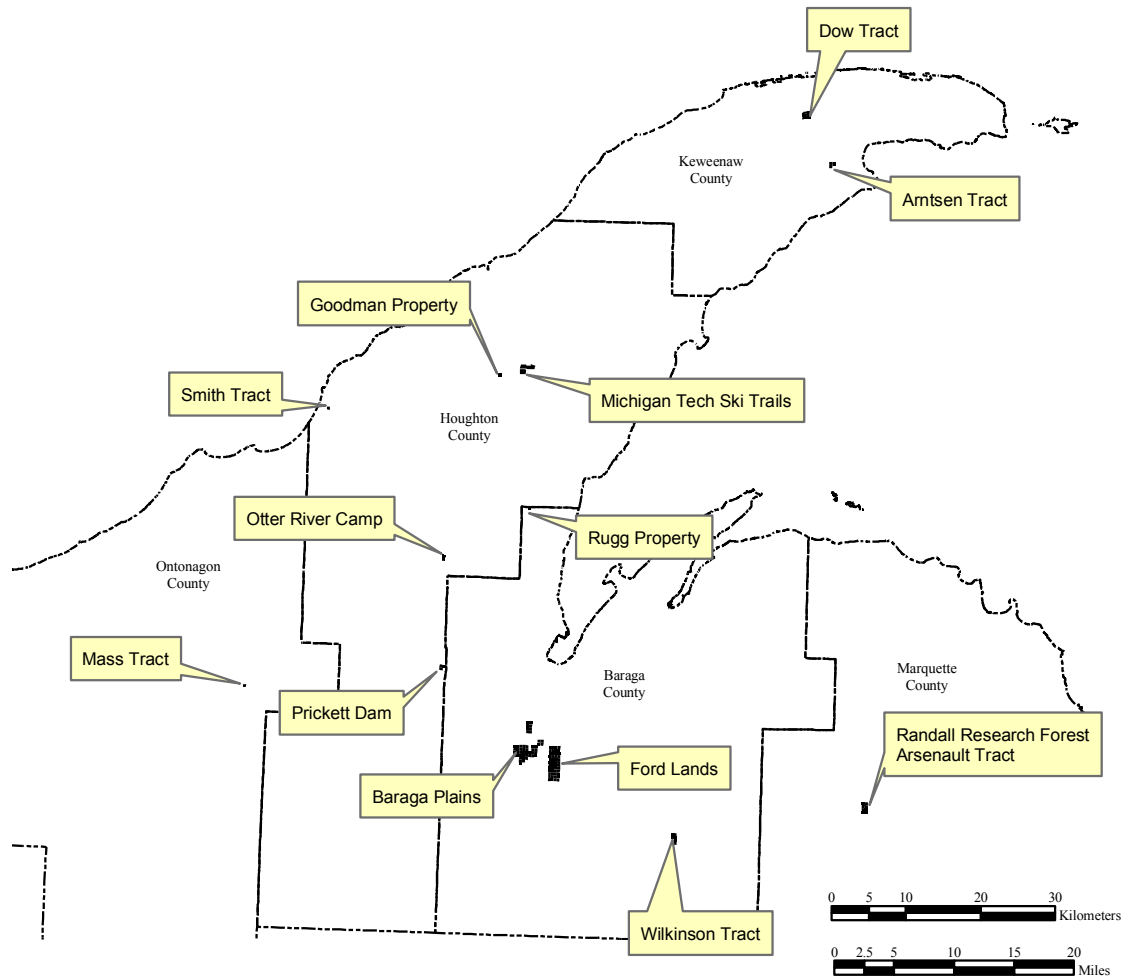 Dow Tract
Keweenaw
County
Arntsen Tract
Goodman Property
Smith Tract
Michigan Tech Ski Trails
Houghton
County
Otter River Camp
Rugg Property
Ontonagon
County
Mass Tract
Baraga
County
Marquette
County
Prickett Dam
Randall Research Forest
Arsenault Tract
Ford Lands
Baraga Plains
Wilkinson Tract
0 5 10 20 30
Kilometers
0 2.5 5 10 15 20
Miles